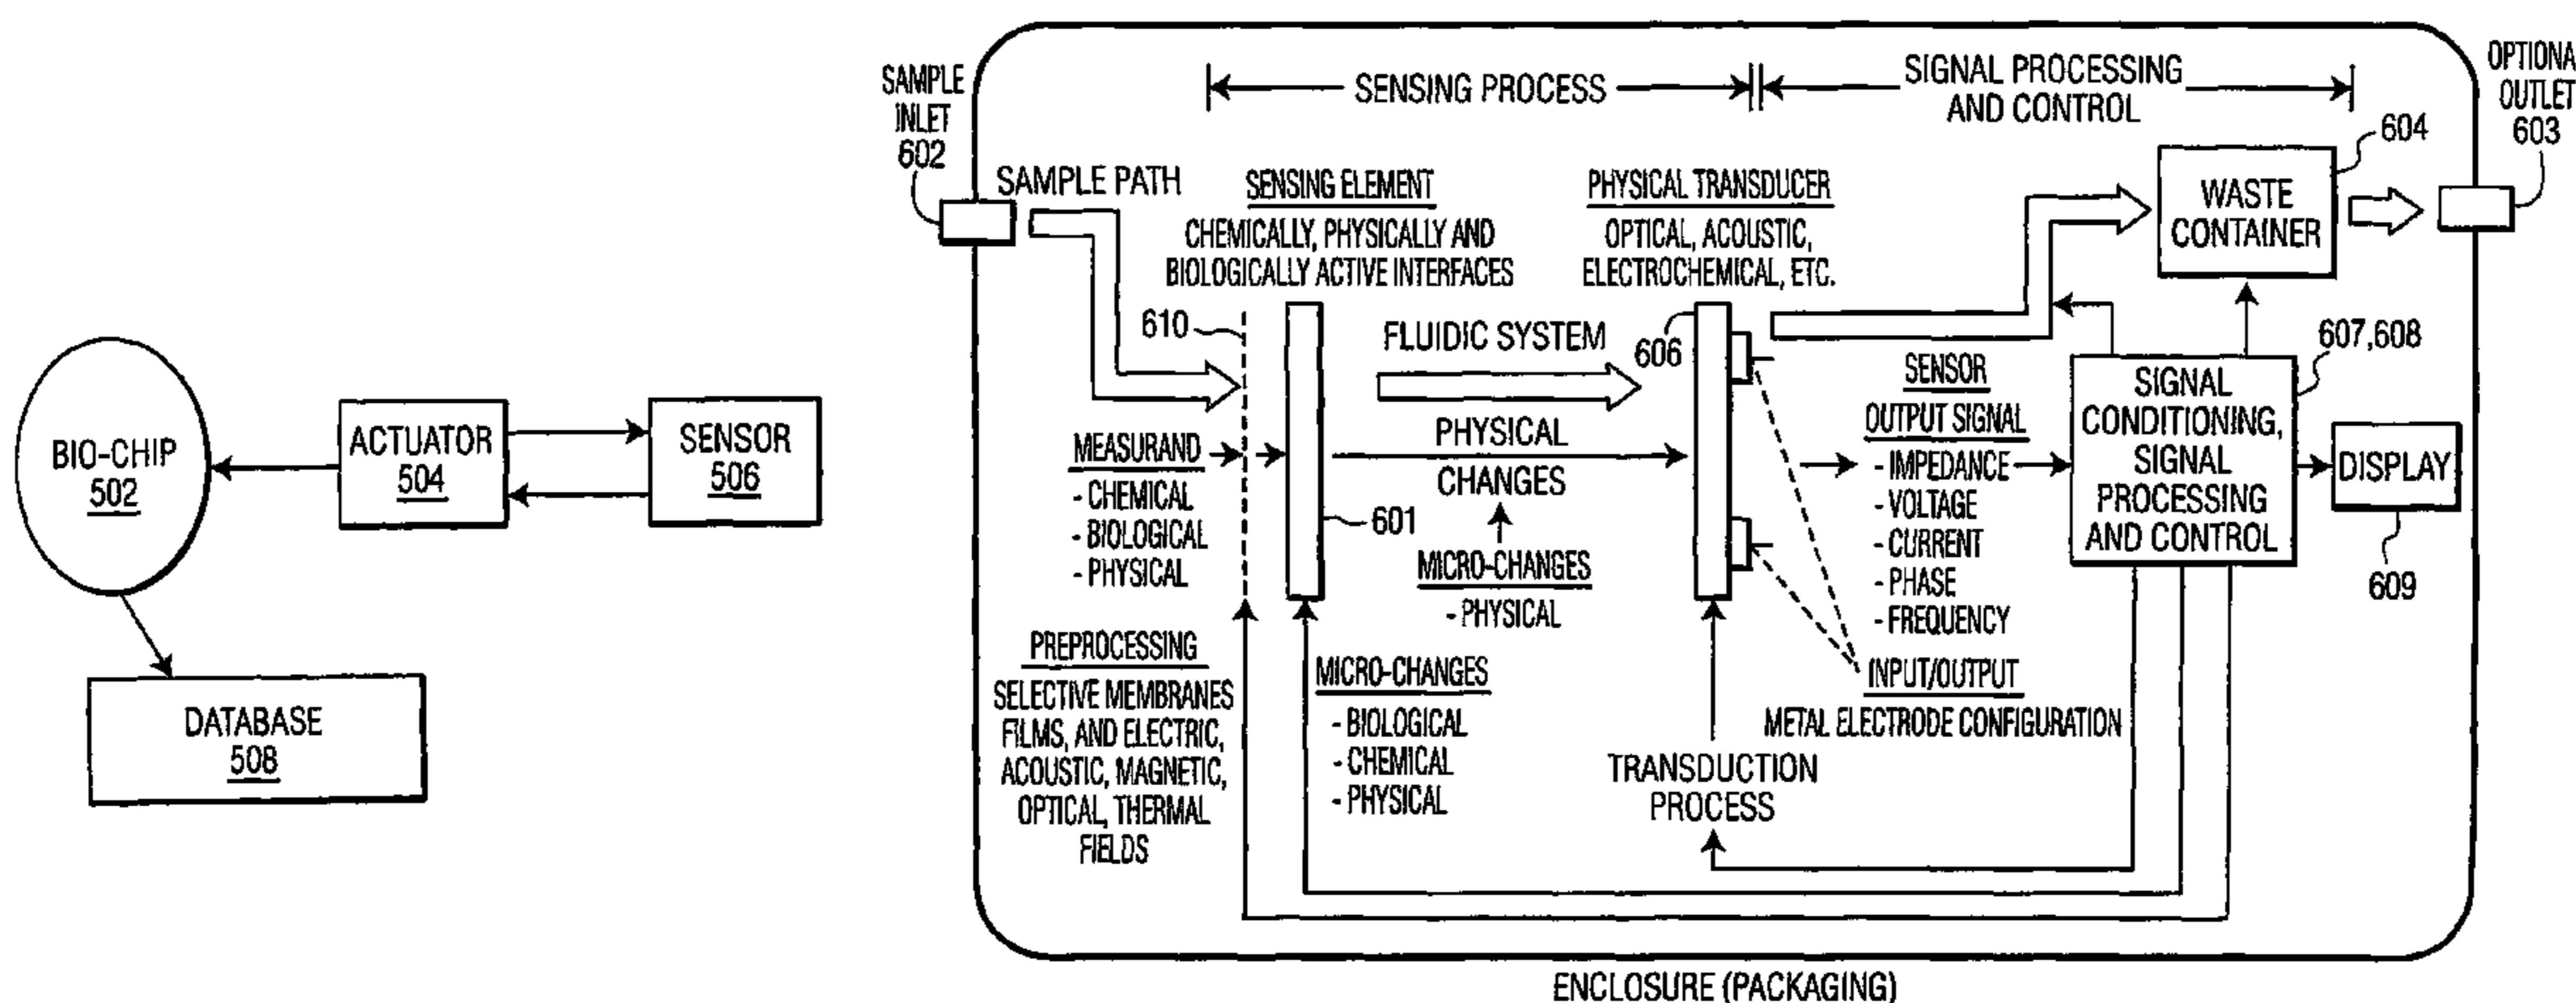 BIO-CHIP
502
ACTUATOR
504
SENSOR
506
DATABASE
508
SAMPLE
INLET
602
SENSING PROCESS
SIGNAL PROCESSING
AND CONTROL
OPTIONA
OUTLET
603
604
SAMPLE PATH
SENSING ELEMENT
CHEMICALLY, PHYSICALLY AND
BIOLOGICALLY ACTIVE INTERFACES
PHYSICAL TRANSDUCER
OPTICAL, ACOUSTIC,
ELECTROCHEMICAL, ETC.
WASTE
CONTAINER
610
FLUIDIC SYSTEM
606
607,608
MEASURAND
- CHEMICAL
- BIOLOGICAL
- PHYSICAL
601
PHYSICAL
CHANGES
MICRO-CHANGES
- PHYSICAL
SENSOR
OUTPUT SIGNAL
- IMPEDANCE
- VOLTAGE
- CURRENT
- PHASE
- FREQUENCY
SIGNAL
CONDITIONING,
SIGNAL
PROCESSING
AND CONTROL
DISPLAY
609
PREPROCESSING
SELECTIVE MEMBRANES
FILMS, AND ELECTRIC,
ACOUSTIC, MAGNETIC,
OPTICAL, THERMAL
FIELDS
MICRO-CHANGES
- BIOLOGICAL
- CHEMICAL
- PHYSICAL
TRANSDUCTION
PROCESS
INPUT/OUTPUT
METAL ELECTRODE CONFIGURATION
ENCLOSURE (PACKAGING)